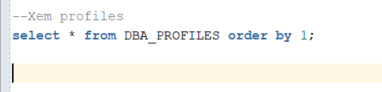 --Xem profiles
select * from DBA_PROFILES order by 1;